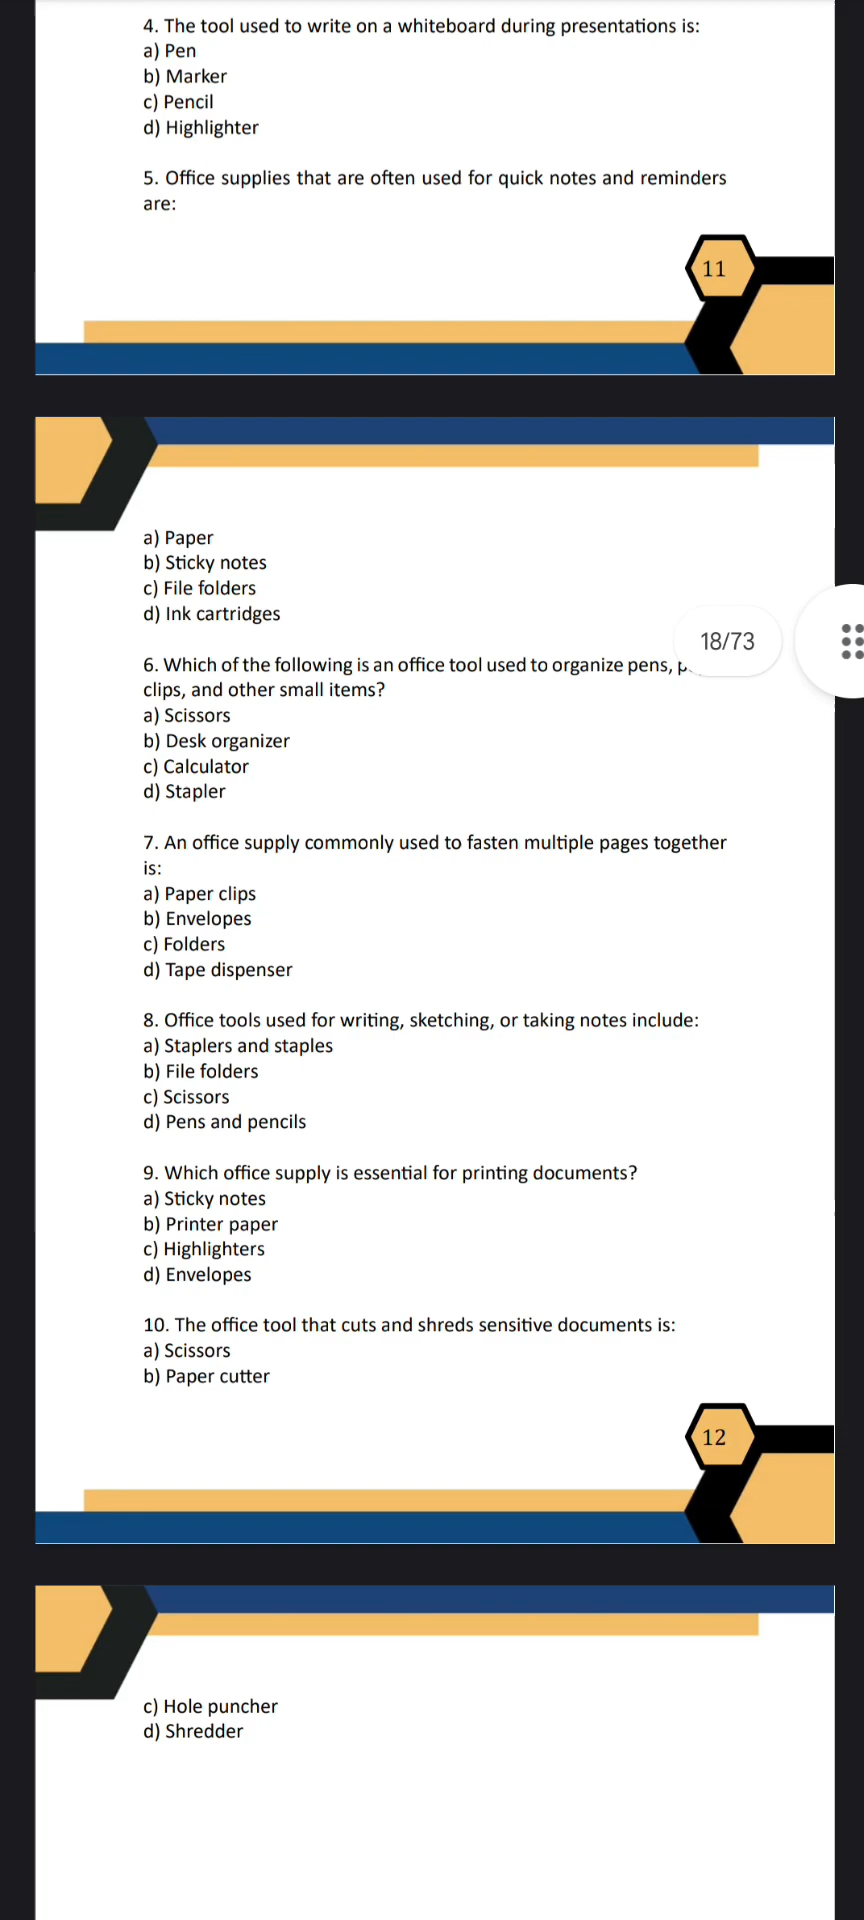 4. The tool used to write on a whiteboard during presentations is:
a) Pen
b) Marker
c) Pencil
d) Highlighter
5. Office supplies that are often used for quick notes and reminders
are:
11
a) Paper
b) Sticky notes
c) File folders
d) Ink cartridges
18/73
6. Which of the following is an office tool used to organize pens,
clips, and other small items?
a) Scissors
b) Desk organizer
c) Calculator
d) Stapler
7. An office supply commonly used to fasten multiple pages together
is:
a) Paper clips
b) Envelopes
c) Folders
d) Tape dispenser
8. Office tools used for writing, sketching, or taking notes include:
a) Staplers and staples
b) File folders
c) Scissors
d) Pens and pencils
9. Which office supply is essential for printing documents?
a) Sticky notes
b) Printer paper
c) Highlighters
d) Envelopes
10. The office tool that cuts and shreds sensitive documents is:
a) Scissors
b) Paper cutter
12
c) Hole puncher
d) Shredder